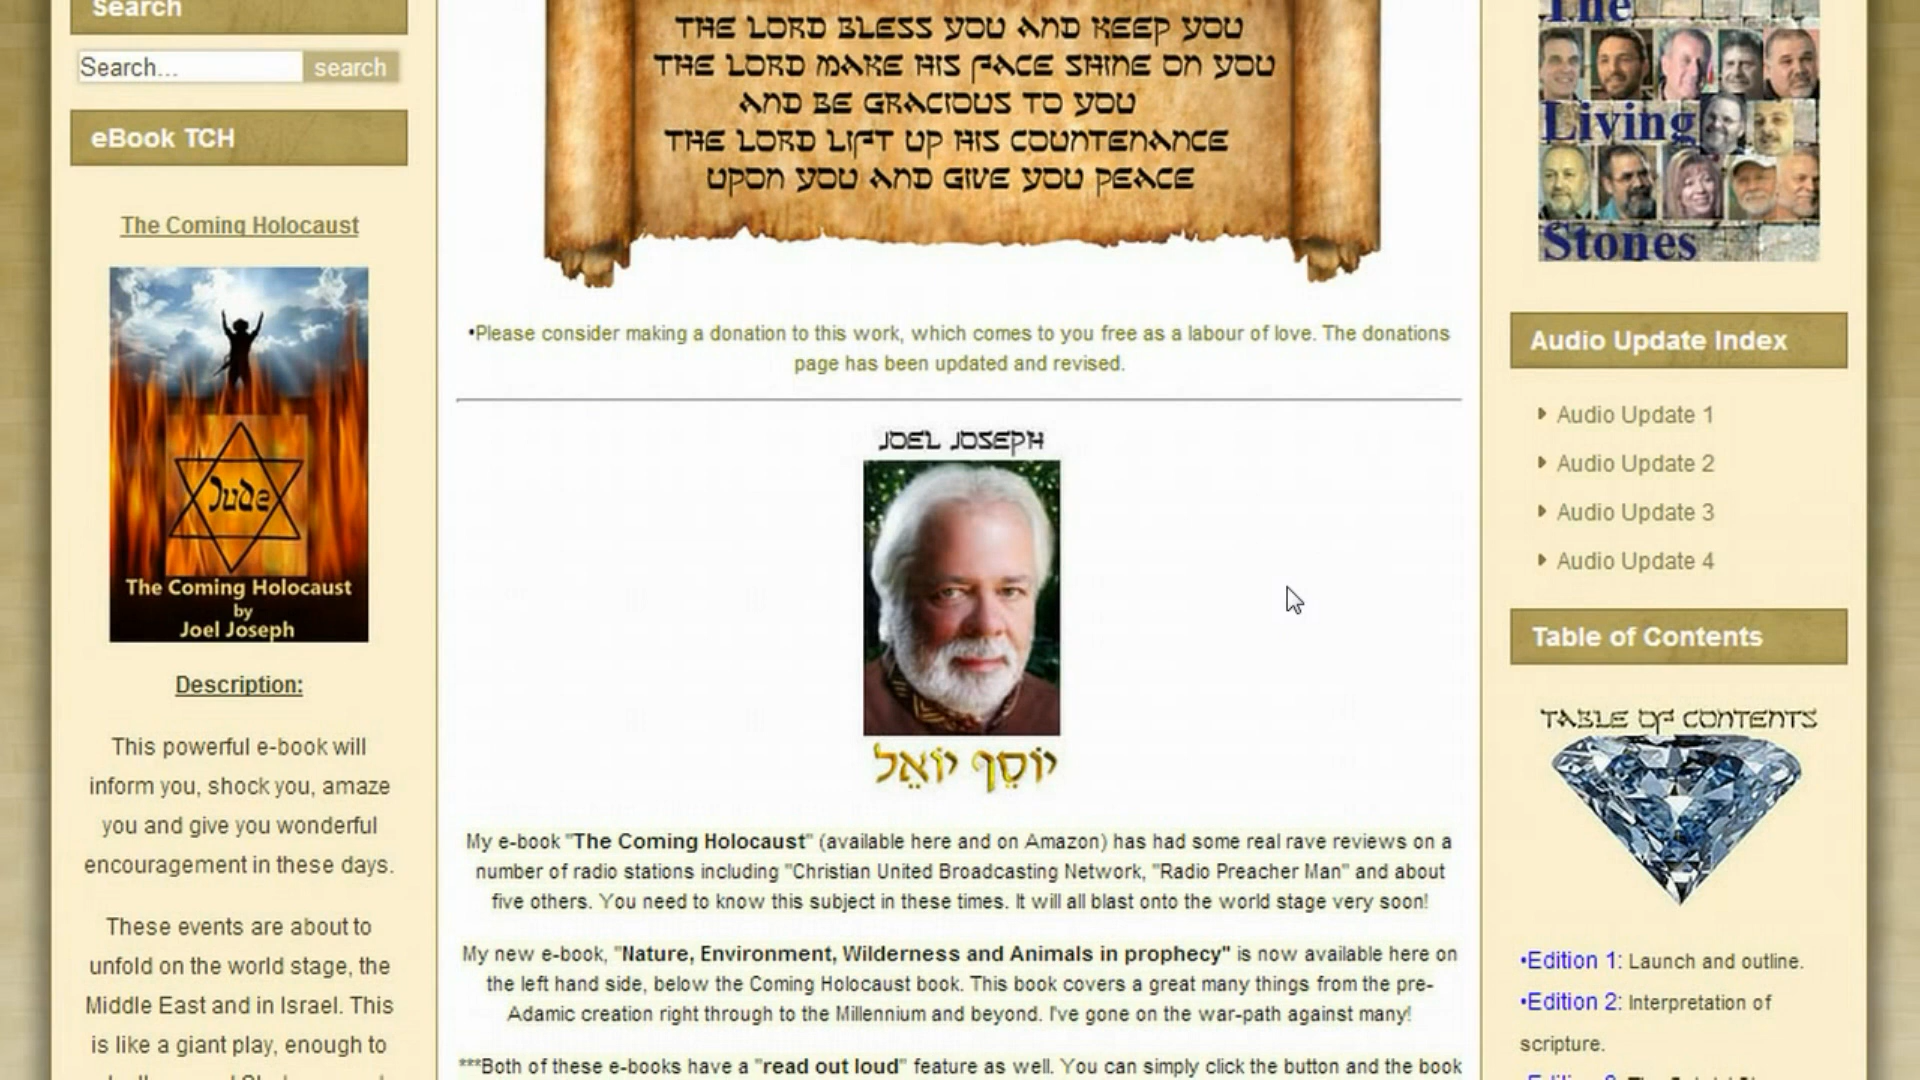 Search
Search...
search
eBook TCH
The Coming Holocaust
Jude
The Coming Holocaust
by
Joel Joseph
Description:
This powerful e-book will
inform you, shock you, amaze
you and give you wonderful
encouragement in these days.
These events are about to
unfold on the world stage, the
Middle East and in Israel. This
is like a giant play, enough to
THE LORD BLESS YOU AND KEEP YOU
THE LORD MAKE HIS FACE SHINE ON YOU
AND BE GRACIOUS TO YOU
THE LORD LIFT UP HIS COUNTENANCE
UPON YOU AND GIVE YOU PEACE
•Please consider making a donation to this work, which comes to you free as a labour of love. The donations
page has been updated and revised.
JOEL JOSEPH
יוֹסֵף יוֹאֵל
My e-book "The Coming Holocaust" (available here and on Amazon) has had some real rave reviews on a
number of radio stations including "Christian United Broadcasting Network, "Radio Preacher Man" and about
five others. You need to know this subject in these times. It will all blast onto the world stage very soon!
My new e-book, "Nature, Environment, Wilderness and Animals in prophecy" is now available here on
the left hand side, below the Coming Holocaust book. This book covers a great many things from the pre-
Adamic creation right through to the Millennium and beyond. I've gone on the war-path against many!
***Both of these e-books have a "read out loud" feature as well. You can simply click the button and the book
The
Living
Stones
Audio Update Index
Audio Update 1
Audio Update 2
Audio Update 3
Audio Update 4
Table of Contents
TABLE OF CONTENTS
•Edition 1: Launch and outline.
•Edition 2: Interpretation of
scripture.